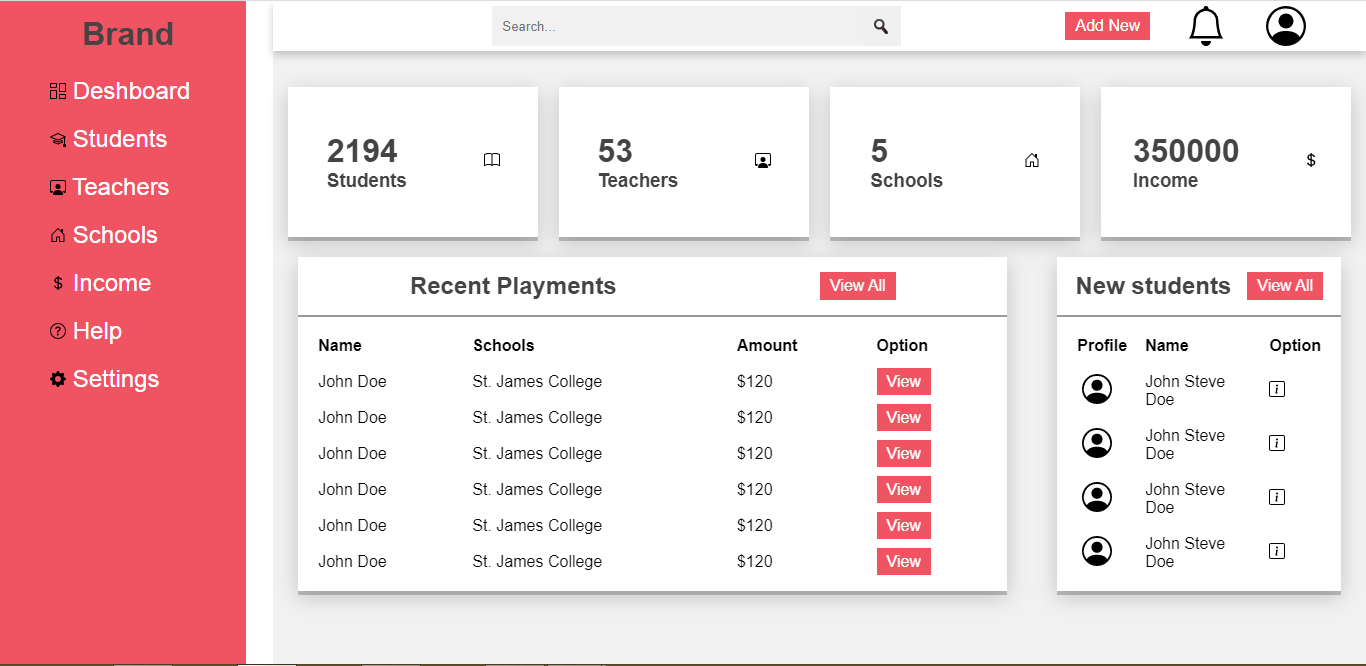 Brand
Deshboard
Students
Teachers
Schools
Income
Help
Settings
Search...
Add New
2194
Students
53
Teachers
5
Schools
350000
Income
$
Recent Playments View All
Name Schools Amount Option
John Doe St. James College $120 View
John Doe St. James College $120 View
John Doe St. James College $120 View
John Doe St. James College $120 View
John Doe St. James College $120 View
John Doe St. James College $120 View
New students View All
Profile Name Option
John Steve
Doe
John Steve
Doe
John Steve
Doe
John Steve
Doe